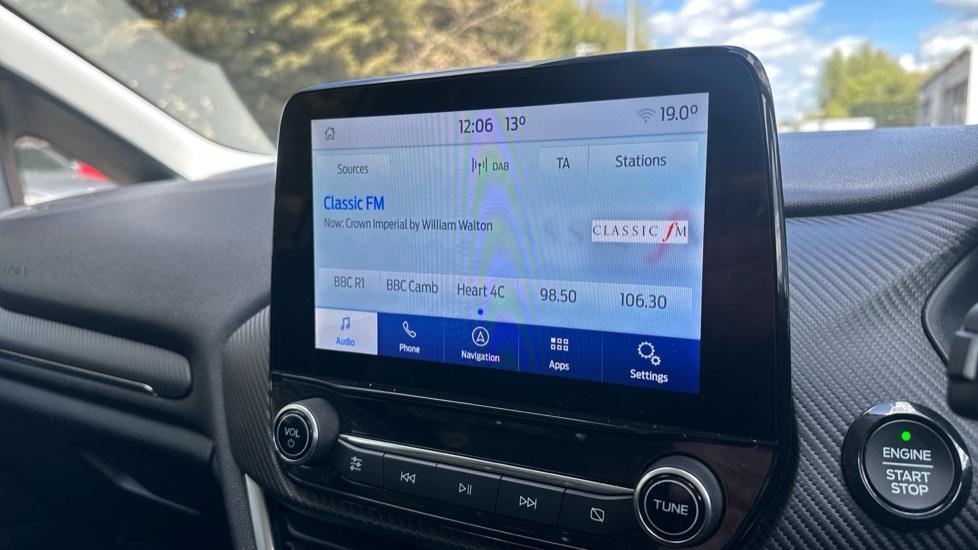 12:06 13° 19.0°
Sources DAB TA Stations
Classic FM
Now: Crown Imperial by William Walton
CLASSIC fM
BBC R1 BBC Camb Heart 4C 98.50 106.30
Audio Phone Navigation Apps Settings
VOL
TUNE
ENGINE
START
STOP